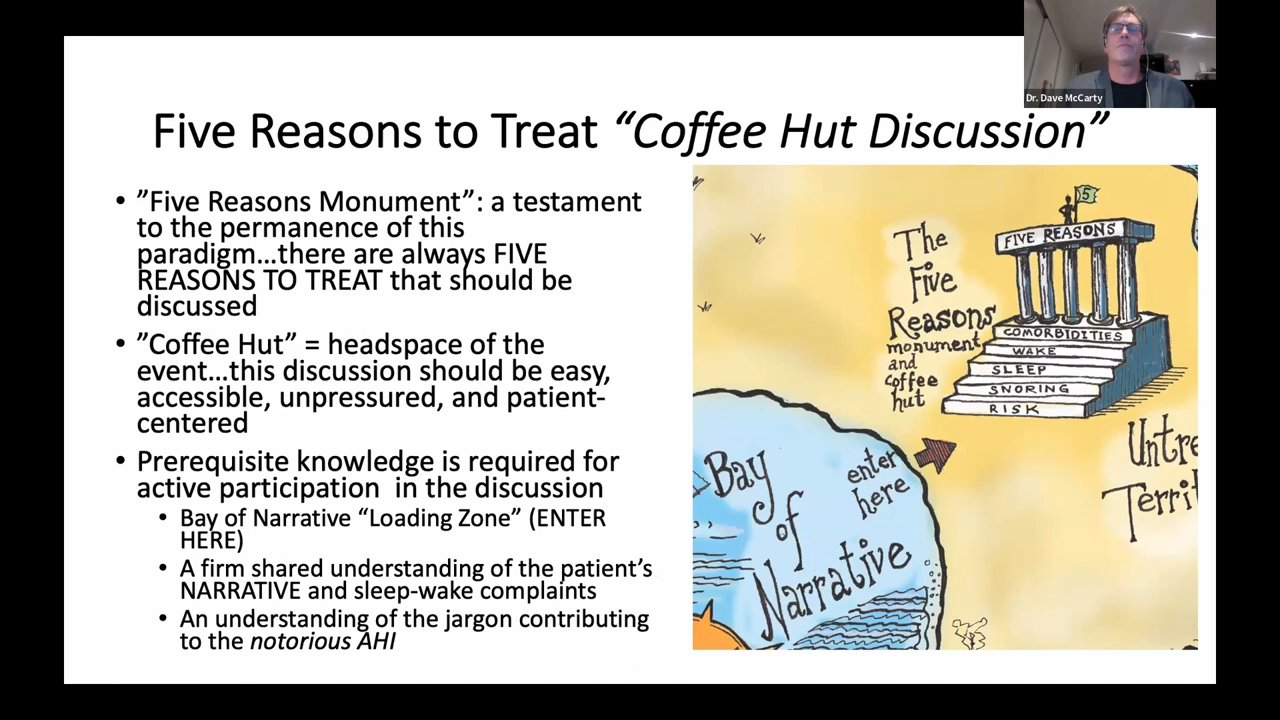 Dr. Dave McCarty
Five Reasons to Treat “Coffee Hut Discussion”
• ”Five Reasons Monument”: a testament
to the permanence of this
paradigm...there are always FIVE
REASONS TO TREAT that should be
discussed
• ”Coffee Hut” = headspace of the
event...this discussion should be easy,
accessible, unpressured, and patient-
centered
• Prerequisite knowledge is required for
active participation in the discussion
• Bay of Narrative “Loading Zone” (ENTER
HERE)
• A firm shared understanding of the patient’s
NARRATIVE and sleep-wake complaints
• An understanding of the jargon contributing
to the notorious AHI
5
FIVE REASONS
COMORBIDITIES
WAKE
SLEEP
SNORING
RISK
The
Five
Reasons
monument
and
coffee
hut
Bay
of
Narrative
enter
here
Untre
Territ